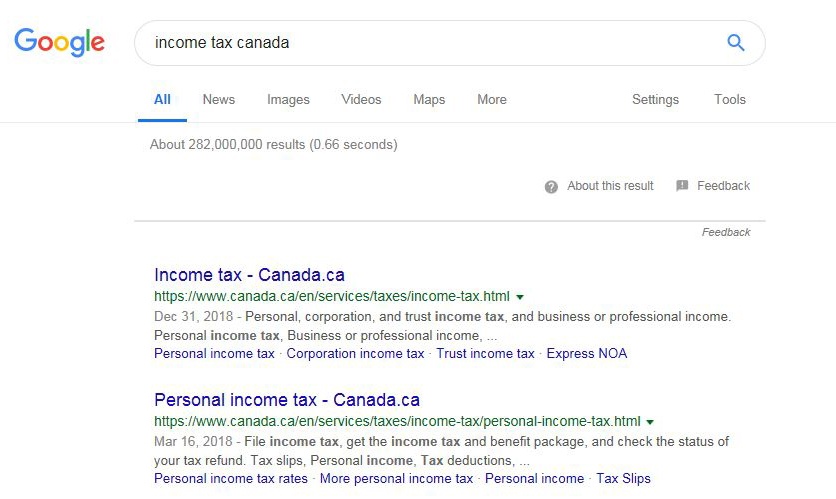 Google income tax canada
All News Images Videos Maps More Settings Tools
About 282,000,000 results (0.66 seconds)
About this result Feedback
Feedback
Income tax - Canada.ca
https://www.canada.ca/en/services/taxes/income-tax.html
Dec 31, 2018 - Personal, corporation, and trust income tax, and business or professional income.
Personal income tax, Business or professional income, ...
Personal income tax · Corporation income tax · Trust income tax · Express NOA
Personal income tax - Canada.ca
https://www.canada.ca/en/services/taxes/income-tax/personal-income-tax.html
Mar 16, 2018 - File income tax, get the income tax and benefit package, and check the status of
your tax refund. Tax slips, Personal income, Tax deductions, ...
Personal income tax rates · More personal income tax · Personal income · Tax Slips